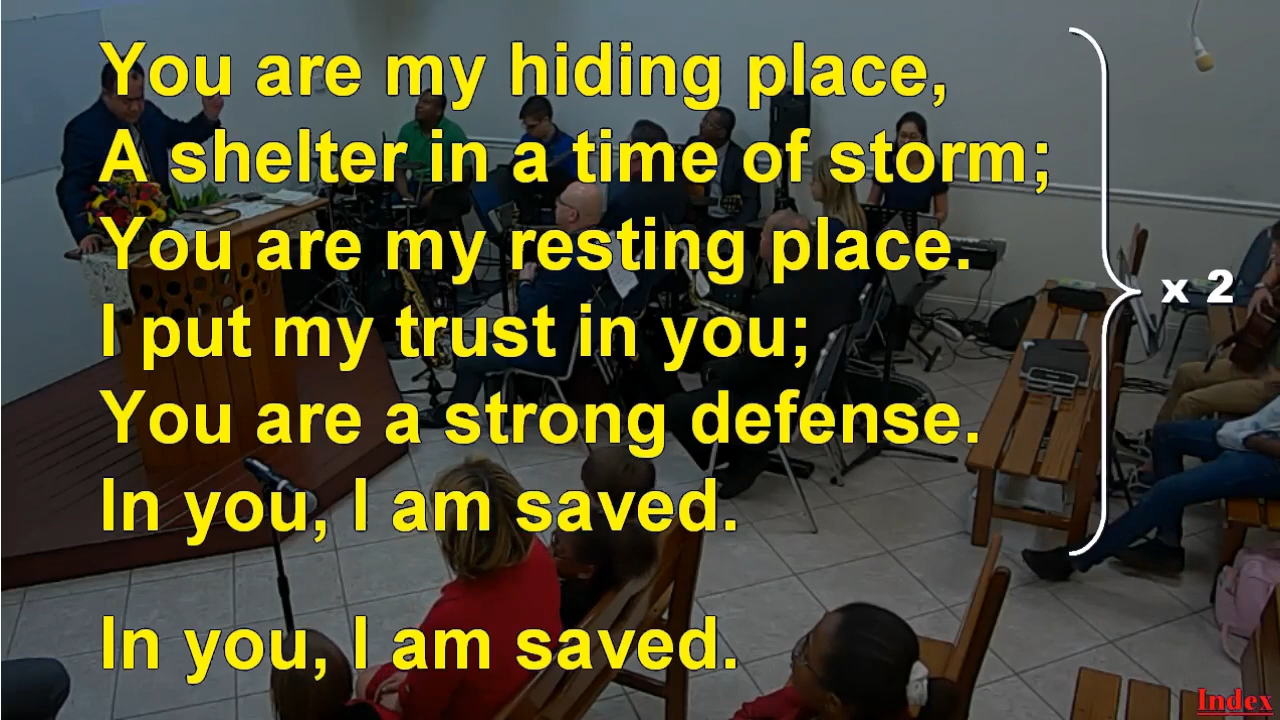 You are my hiding place,
A shelter in a time of storm;
You are my resting place.
I put my trust in you;
You are a strong defense.
In you, I am saved.
x 2
In you, I am saved.
Index